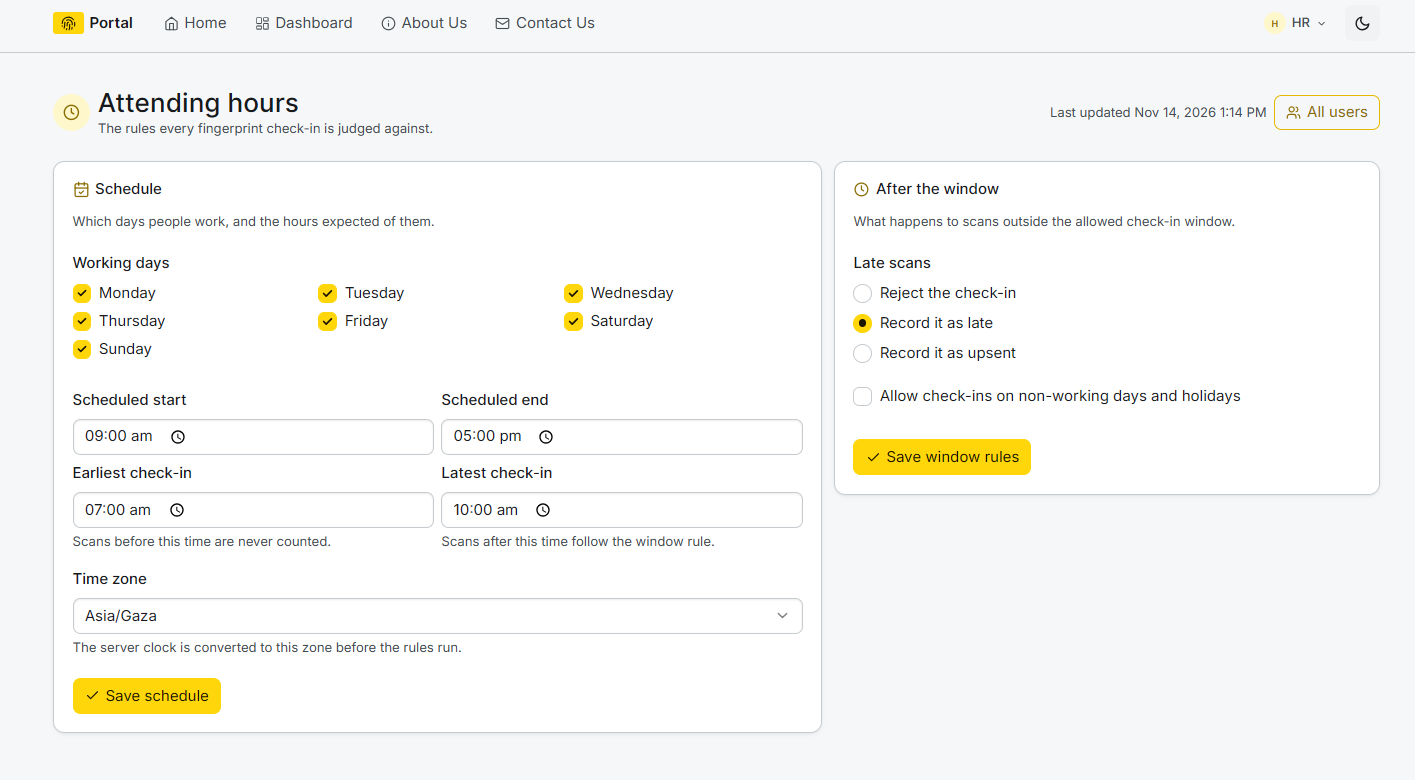 Portal Home Dashboard About Us Contact Us H HR
Attending hours
The rules every fingerprint check-in is judged against.
Last updated Nov 14, 2026 1:14 PM All users
Schedule
Which days people work, and the hours expected of them.
Working days
Monday Tuesday Wednesday
Thursday Friday Saturday
Sunday
Scheduled start Scheduled end
09:00 am 05:00 pm
Earliest check-in Latest check-in
07:00 am 10:00 am
Scans before this time are never counted. Scans after this time follow the window rule.
Time zone
Asia/Gaza
The server clock is converted to this zone before the rules run.
Save schedule
After the window
What happens to scans outside the allowed check-in window.
Late scans
Reject the check-in
Record it as late
Record it as upsent
Allow check-ins on non-working days and holidays
Save window rules